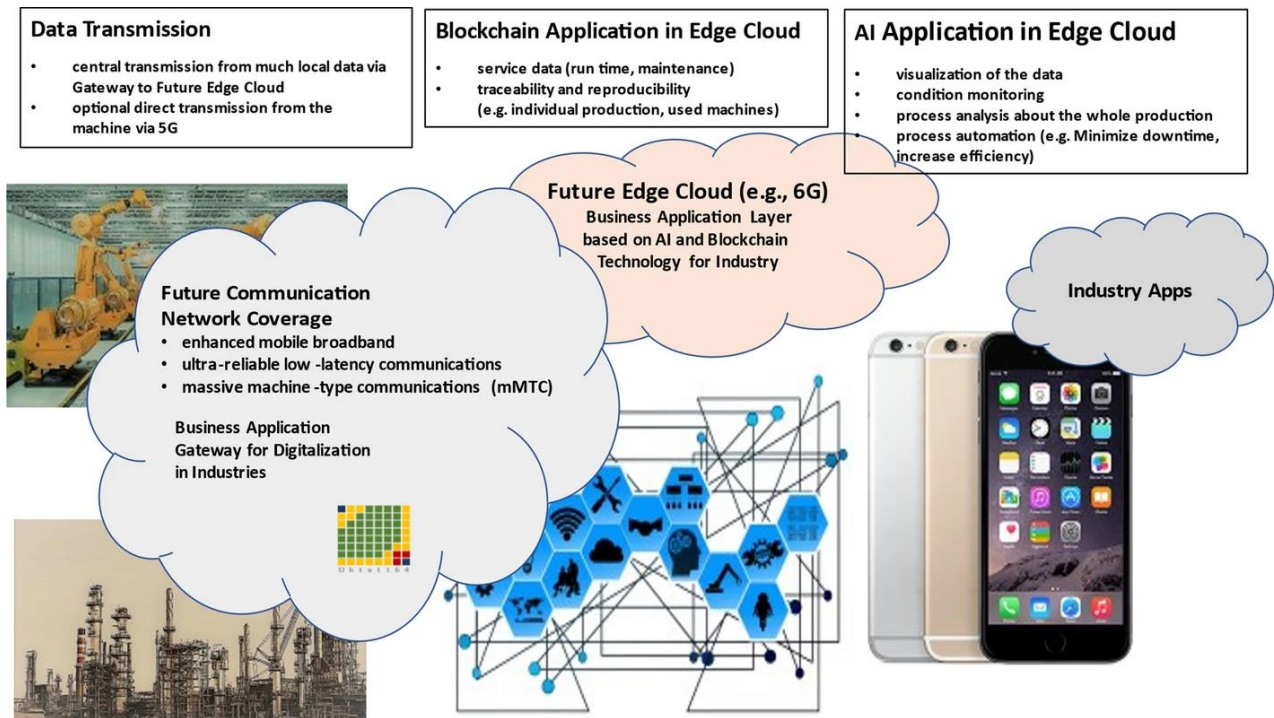 Data Transmission
• central transmission from much local data via
Gateway to Future Edge Cloud
• optional direct transmission from the
machine via 5G
Blockchain Application in Edge Cloud
• service data (run time, maintenance)
• traceability and reproducibility
(e.g. individual production, used machines)
AI Application in Edge Cloud
• visualization of the data
• condition monitoring
• process analysis about the whole production
• process automation (e.g. Minimize downtime,
increase efficiency)
Future Edge Cloud (e.g., 6G)
Business Application Layer
based on AI and Blockchain
Technology for Industry
Future Communication
Network Coverage
• enhanced mobile broadband
• ultra-reliable low -latency communications
• massive machine -type communications (mMTC)
Business Application
Gateway for Digitalization
in Industries
Oktett64
Industry Apps